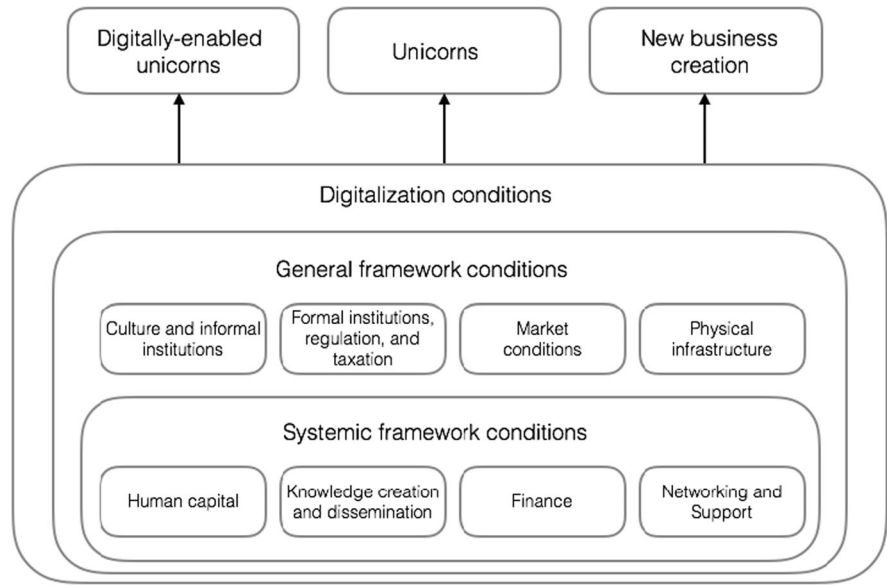 Digitally-enabled
unicorns
Unicorns
New business
creation
Digitalization conditions
General framework conditions
Culture and informal
institutions
Formal institutions,
regulation, and
taxation
Market
conditions
Physical
infrastructure
Systemic framework conditions
Human capital
Knowledge creation
and dissemination
Finance
Networking and
Support